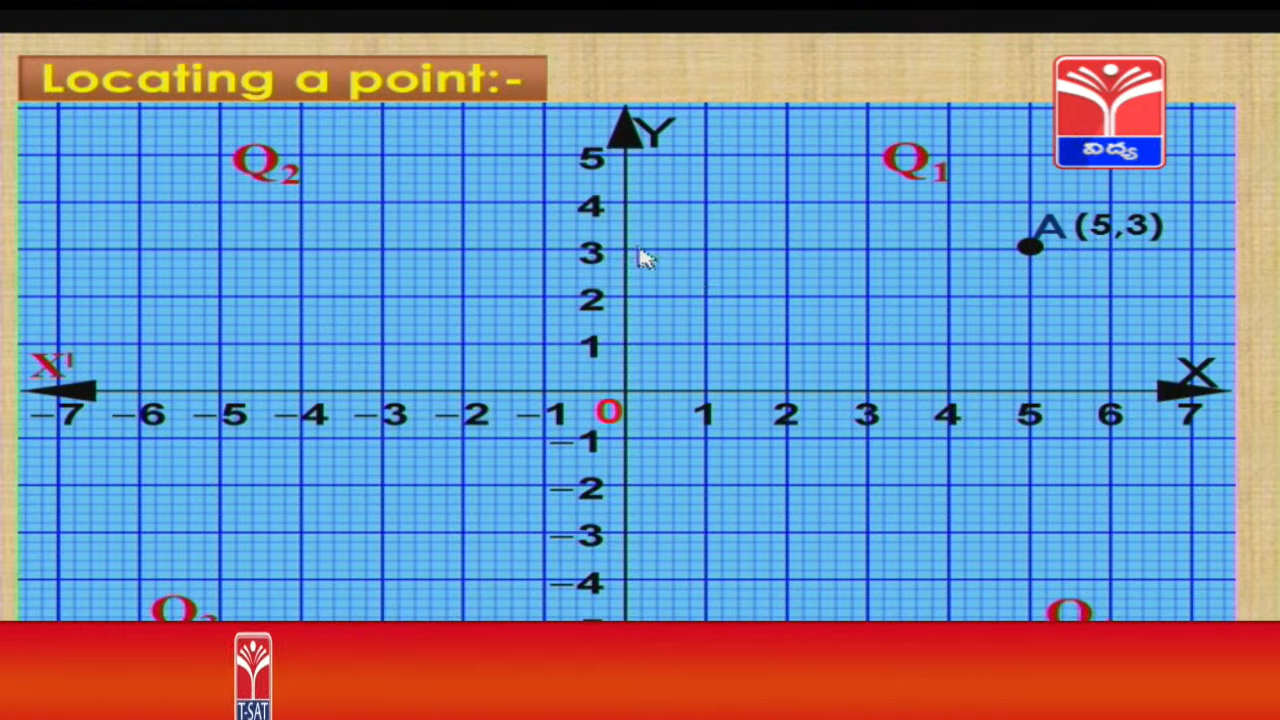 Locating a point:-
విద్య
Y
Q₂
Q₁
5
4
A (5,3)
3
2
1
X'
X
−7 −6 −5 −4 −3 −2 −1 0 1 2 3 4 5 6 7
−1
−2
−3
−4
T-SAT